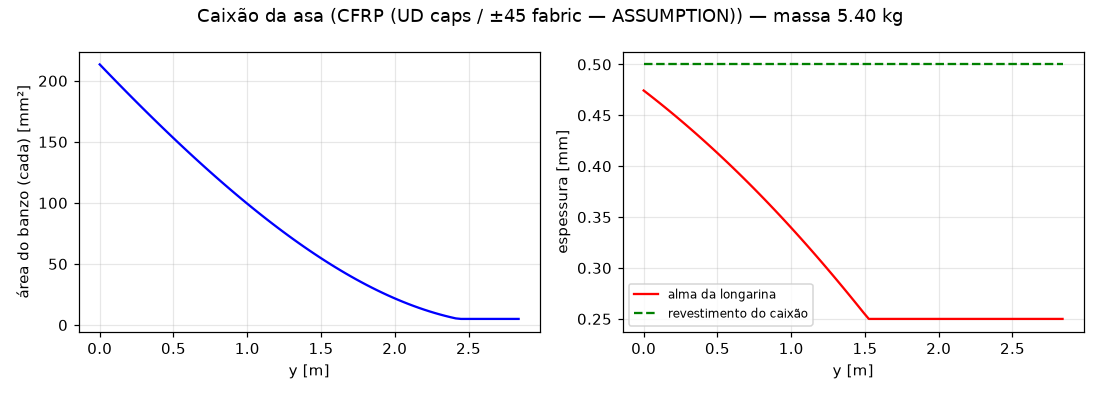 Caixão da asa (CFRP (UD caps / ±45 fabric — ASSUMPTION)) — massa 5.40 kg
área do banzo (cada) [mm²]
200
150
100
50
0
0.0 0.5 1.0 1.5 2.0 2.5
y [m]
espessura [mm]
0.50
0.45
0.40
0.35
0.30
0.25
alma da longarina
revestimento do caixão
0.0 0.5 1.0 1.5 2.0 2.5
y [m]